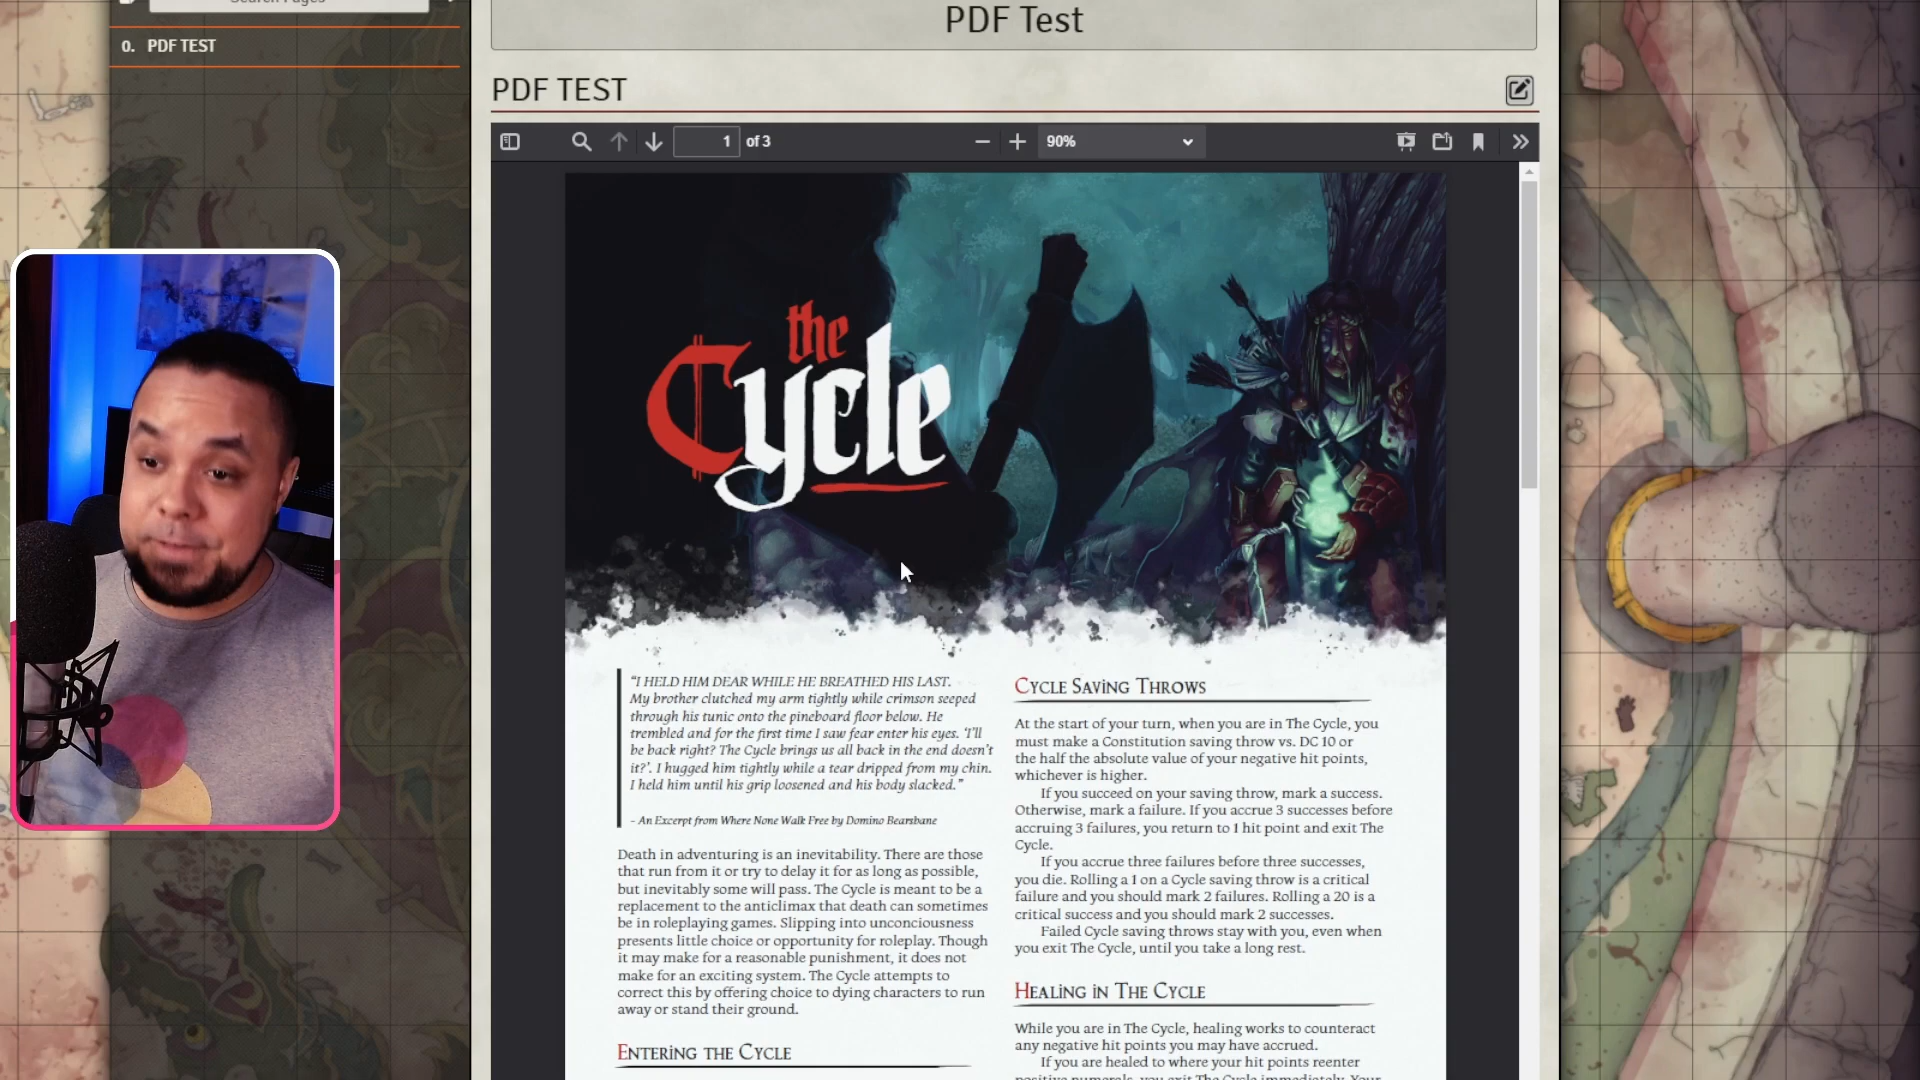 Search Pages
0. PDF TEST
PDF Test
PDF TEST
1 of 3
90%
the
Cycle
“I HELD HIM DEAR WHILE HE BREATHED HIS LAST.
My brother clutched my arm tightly while crimson seeped
through his tunic onto the pineboard floor below. He
trembled and for the first time I saw fear enter his eyes. ‘I’ll
be back right? The Cycle brings us all back in the end doesn’t
it?’. I hugged him tightly while a tear dripped from my chin.
I held him until his grip loosened and his body slacked.”
– An Excerpt from Where None Walk Free by Domino Bearsbane
Death in adventuring is an inevitability. There are those
that run from it or try to delay it for as long as possible,
but inevitably some will pass. The Cycle is meant to be a
replacement to the anticlimax that death can sometimes
be in roleplaying games. Slipping into unconciousness
presents little choice or opportunity for roleplay. Though
it may make for a reasonable punishment, it does not
make for an exciting system. The Cycle attempts to
correct this by offering choice to dying characters to run
away or stand their ground.
Entering the Cycle
Cycle Saving Throws
At the start of your turn, when you are in The Cycle, you
must make a Constitution saving throw vs. DC 10 or
the half the absolute value of your negative hit points,
whichever is higher.
If you succeed on your saving throw, mark a success.
Otherwise, mark a failure. If you accrue 3 successes before
accruing 3 failures, you return to 1 hit point and exit The
Cycle.
If you accrue three failures before three successes,
you die. Rolling a 1 on a Cycle saving throw is a critical
failure and you should mark 2 failures. Rolling a 20 is a
critical success and you should mark 2 successes.
Failed Cycle saving throws stay with you, even when
you exit The Cycle, until you take a long rest.
Healing in The Cycle
While you are in The Cycle, healing works to counteract
any negative hit points you may have accrued.
If you are healed to where your hit points reenter
positive numerals, you exit The Cycle immediately. Your